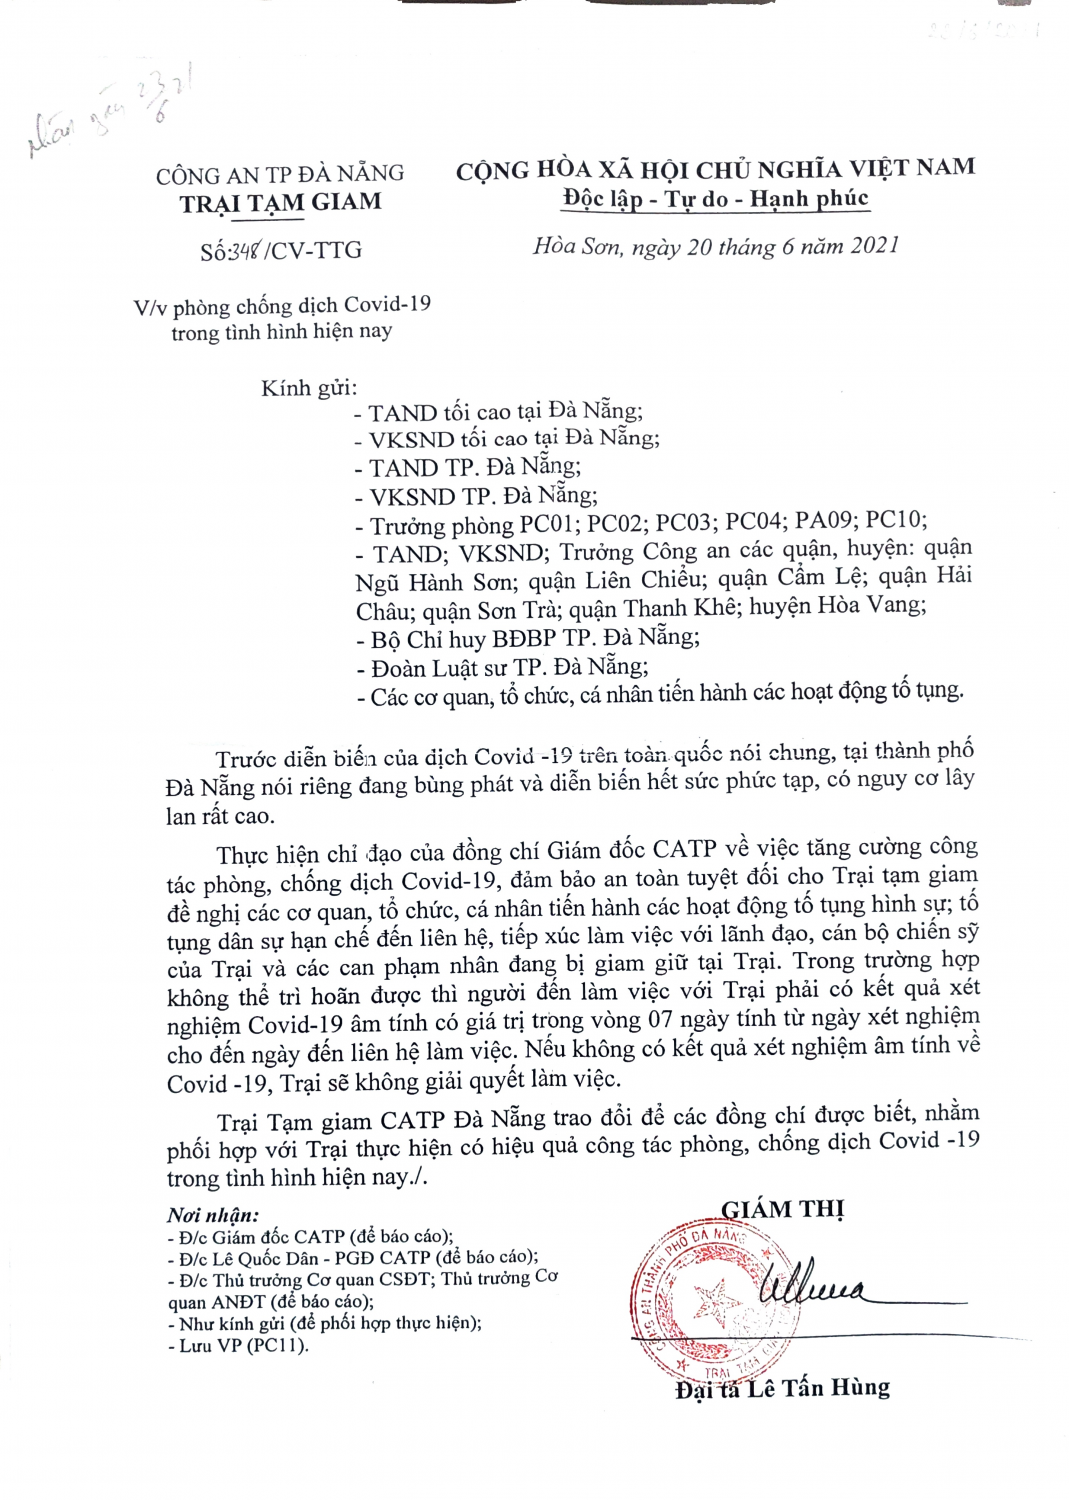 Nhận ngày 23/6 21
CÔNG AN TP ĐÀ NẴNG
TRẠI TẠM GIAM
CỘNG HÒA XÃ HỘI CHỦ NGHĨA VIỆT NAM
Độc lập - Tự do - Hạnh phúc
Số:348/CV-TTG
Hòa Sơn, ngày 20 tháng 6 năm 2021
V/v phòng chống dịch Covid-19
trong tình hình hiện nay
Kính gửi:
- TAND tối cao tại Đà Nẵng;
- VKSND tối cao tại Đà Nẵng;
- TAND TP. Đà Nẵng;
- VKSND TP. Đà Nẵng;
- Trưởng phòng PC01; PC02; PC03; PC04; PA09; PC10;
- TAND; VKSND; Trưởng Công an các quận, huyện: quận
Ngũ Hành Sơn; quận Liên Chiểu; quận Cẩm Lệ; quận Hải
Châu; quận Sơn Trà; quận Thanh Khê; huyện Hòa Vang;
- Bộ Chỉ huy BĐBP TP. Đà Nẵng;
- Đoàn Luật sư TP. Đà Nẵng;
- Các cơ quan, tổ chức, cá nhân tiến hành các hoạt động tố tụng.
Trước diễn biến của dịch Covid -19 trên toàn quốc nói chung, tại thành phố
Đà Nẵng nói riêng đang bùng phát và diễn biến hết sức phức tạp, có nguy cơ lây
lan rất cao.
Thực hiện chỉ đạo của đồng chí Giám đốc CATP về việc tăng cường công
tác phòng, chống dịch Covid-19, đảm bảo an toàn tuyệt đối cho Trại tạm giam
đề nghị các cơ quan, tổ chức, cá nhân tiến hành các hoạt động tố tụng hình sự; tố
tụng dân sự hạn chế đến liên hệ, tiếp xúc làm việc với lãnh đạo, cán bộ chiến sỹ
của Trại và các can phạm nhân đang bị giam giữ tại Trại. Trong trường hợp
không thể trì hoãn được thì người đến làm việc với Trại phải có kết quả xét
nghiệm Covid-19 âm tính có giá trị trong vòng 07 ngày tính từ ngày xét nghiệm
cho đến ngày đến liên hệ làm việc. Nếu không có kết quả xét nghiệm âm tính về
Covid -19, Trại sẽ không giải quyết làm việc.
Trại Tạm giam CATP Đà Nẵng trao đổi để các đồng chí được biết, nhằm
phối hợp với Trại thực hiện có hiệu quả công tác phòng, chống dịch Covid -19
trong tình hình hiện nay./.
Nơi nhận:
- Đ/c Giám đốc CATP (để báo cáo);
- Đ/c Lê Quốc Dân - PGĐ CATP (để báo cáo);
- Đ/c Thủ trưởng Cơ quan CSĐT; Thủ trưởng Cơ
quan ANĐT (để báo cáo);
- Như kính gửi (để phối hợp thực hiện);
- Lưu VP (PC11).
GIÁM THỊ
CÔNG AN THÀNH PHỐ ĐÀ NẴNG
TRẠI TẠM GIAM
Đại tá Lê Tấn Hùng